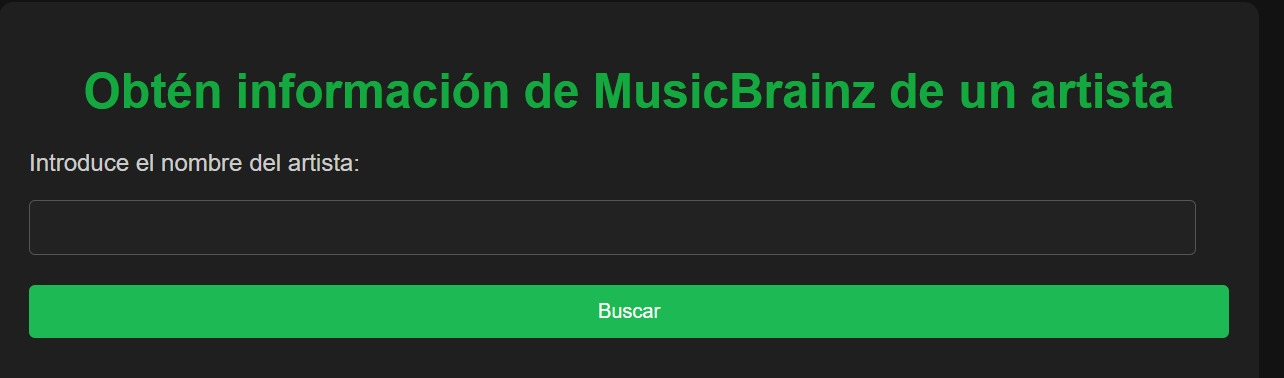 Obtén información de MusicBrainz de un artista
Introduce el nombre del artista:
Buscar